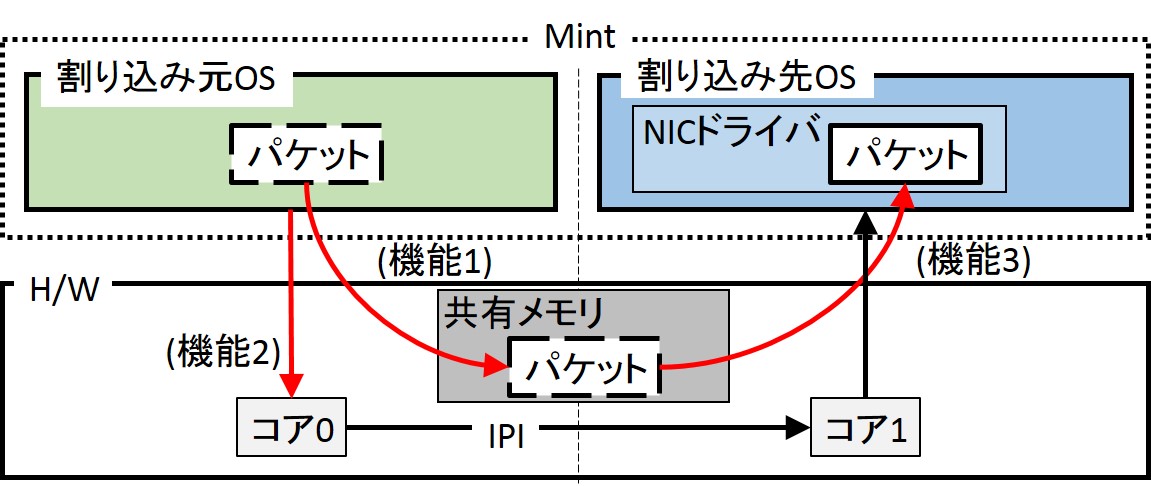 Mint
割り込み元OS
割り込み先OS
パケット
NICドライバ
パケット
(機能1)
(機能3)
H/W
共有メモリ
(機能2)
パケット
コア0
IPI
コア1